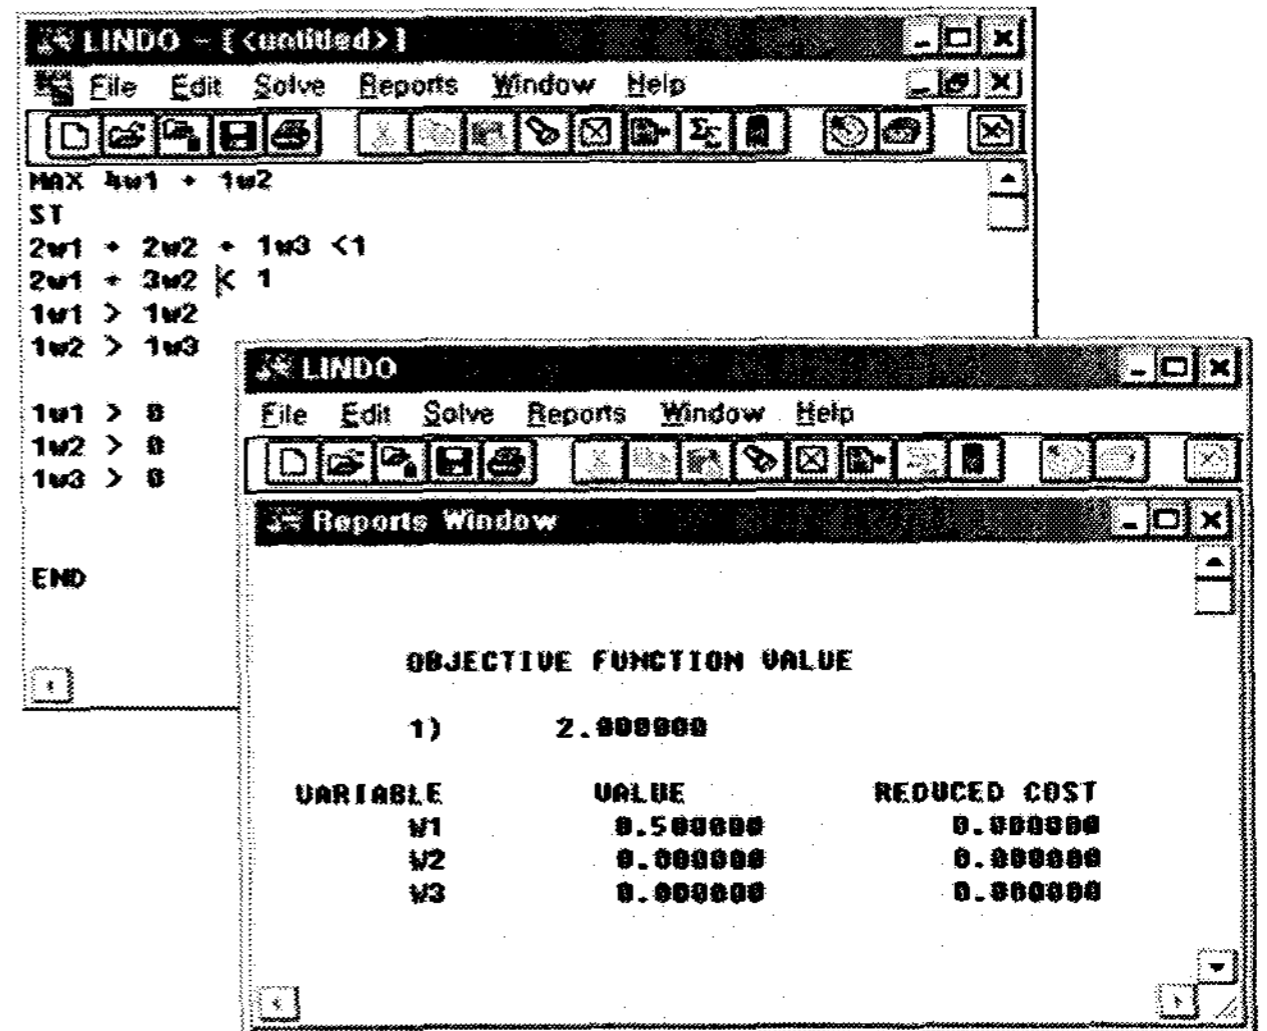 LINDO - [<untitled>]
File Edit Solve Reports Window Help
MAX 4w1 + 1w2
ST
2w1 + 2w2 + 1w3 <1
2w1 + 3w2 < 1
1w1 > 1w2
1w2 > 1w3
1w1 > 0
1w2 > 0
1w3 > 0
END
LINDO
File Edit Solve Reports Window Help
Reports Window
OBJECTIVE FUNCTION VALUE
1) 2.000000
VARIABLE VALUE REDUCED COST
W1 0.500000 0.000000
W2 0.000000 0.000000
W3 0.000000 0.000000